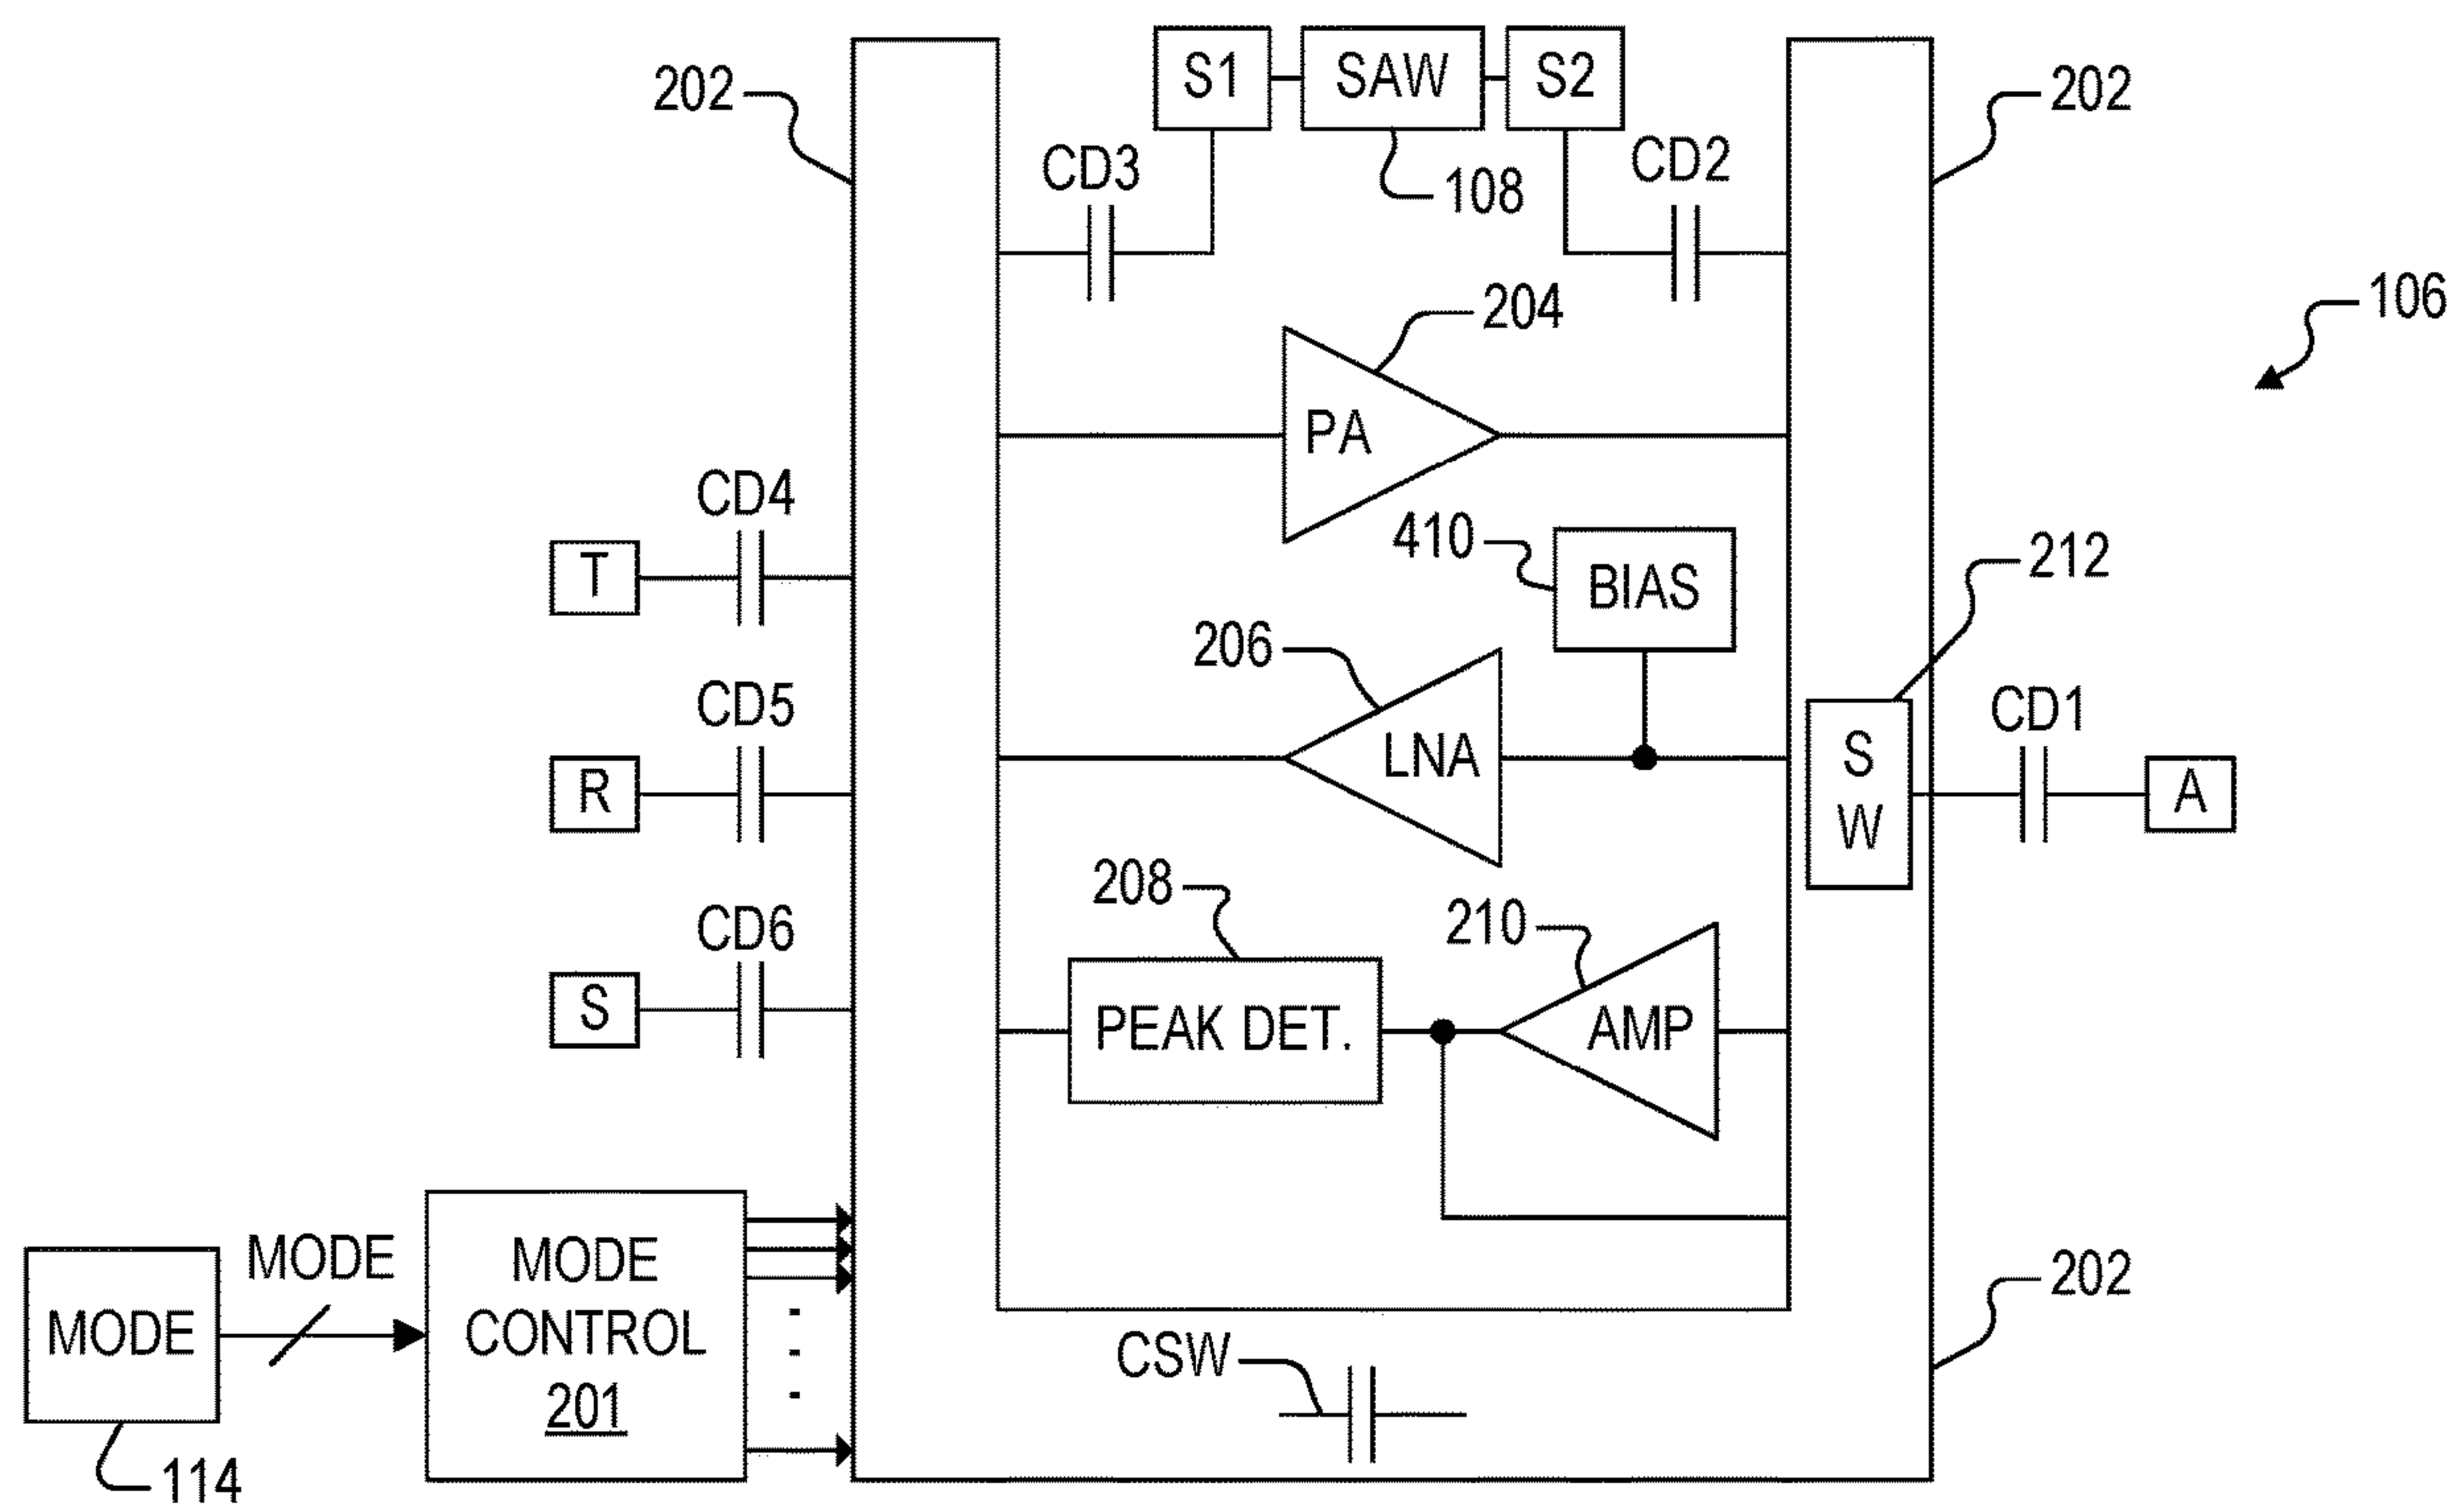 S1
SAW
S2
202
202
CD3
CD2
108
204
106
PA
CD4
410
BIAS
212
T
206
CD5
CD1
LNA
S
W
R
A
208
210
CD6
S
PEAK DET.
AMP
MODE
MODE
CONTROL
201
MODE
202
CSW
114